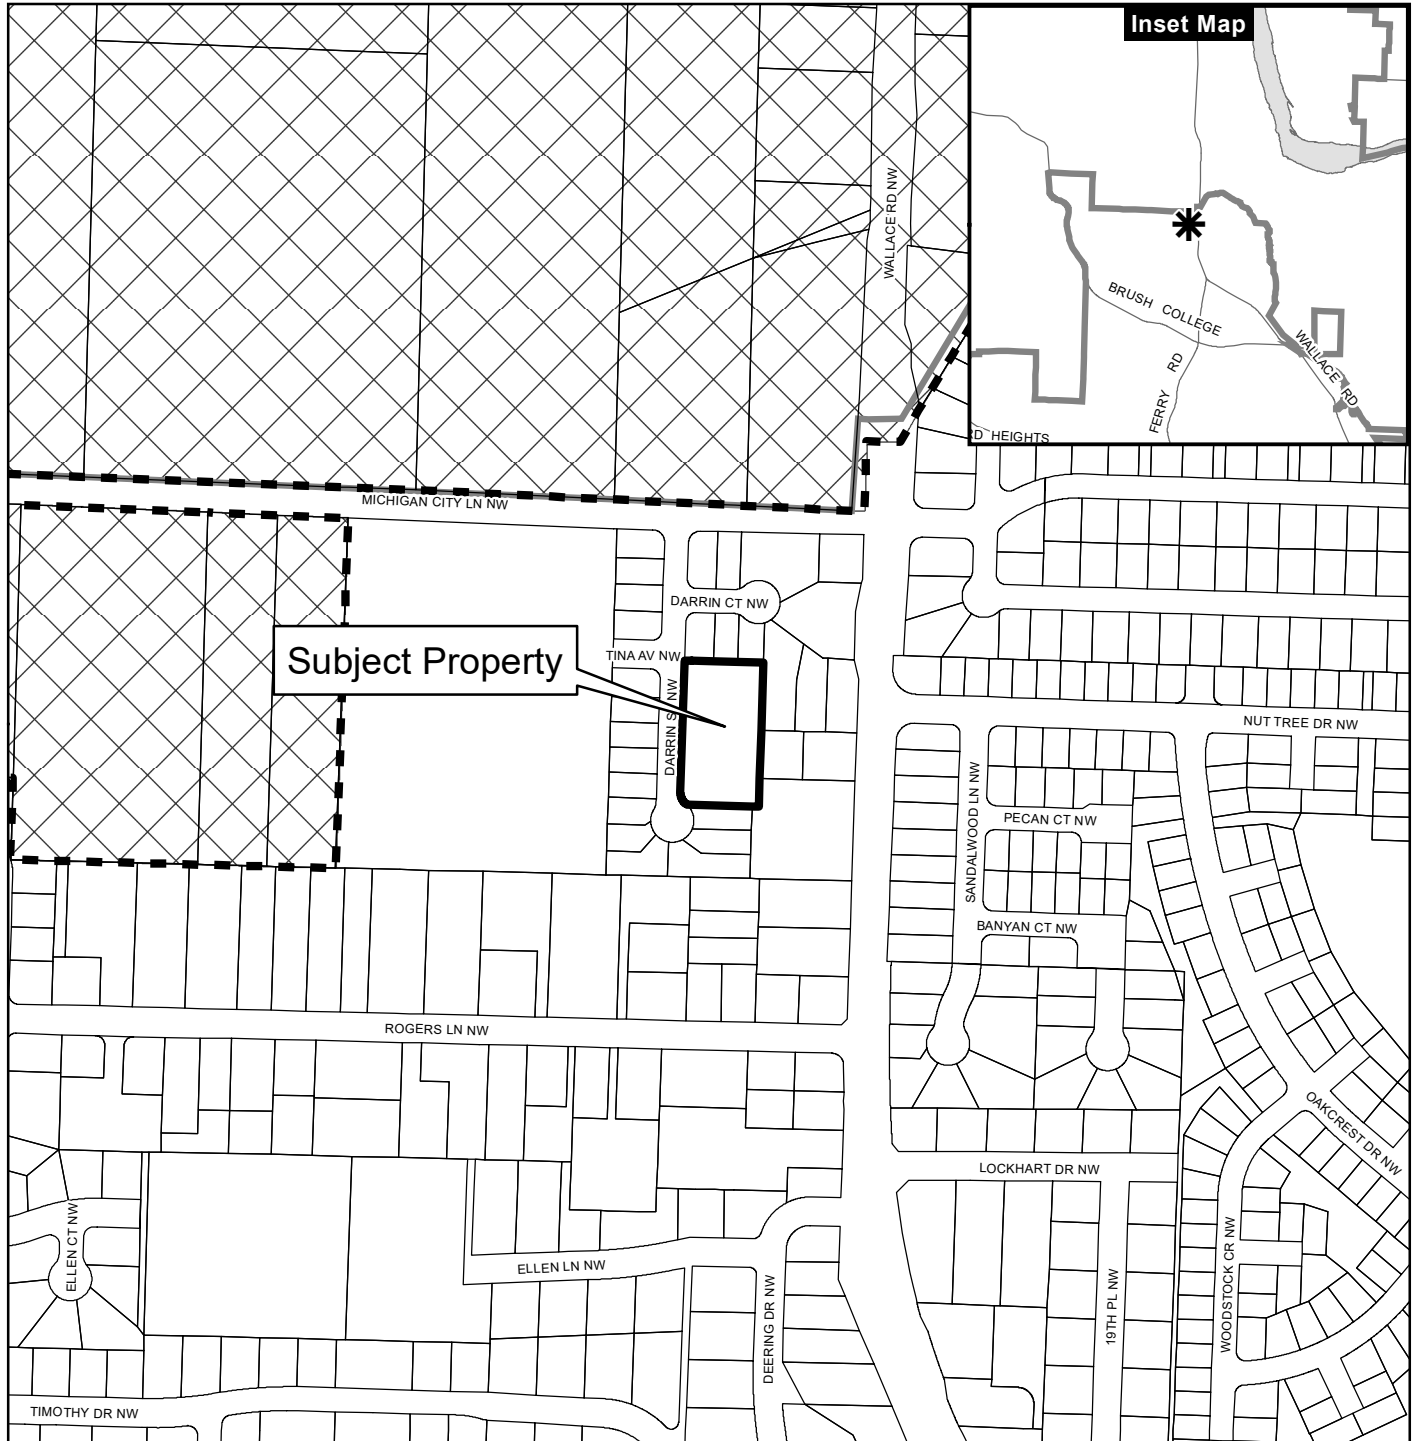 Inset Map
WALLACE RD NW
BRUSH COLLEGE
WALLACE RD
FERRY RD
HEIGHTS
MICHIGAN CITY LN NW
DARRIN CT NW
TINA AV NW
Subject Property
DARRIN ST NW
NUT TREE DR NW
SANDALWOOD LN NW
PECAN CT NW
BANYAN CT NW
ROGERS LN NW
OAKCREST DR NW
LOCKHART DR NW
ELLEN CT NW
ELLEN LN NW
DEERING DR NW
19TH PL NW
WOODSTOCK CR NW
TIMOTHY DR NW